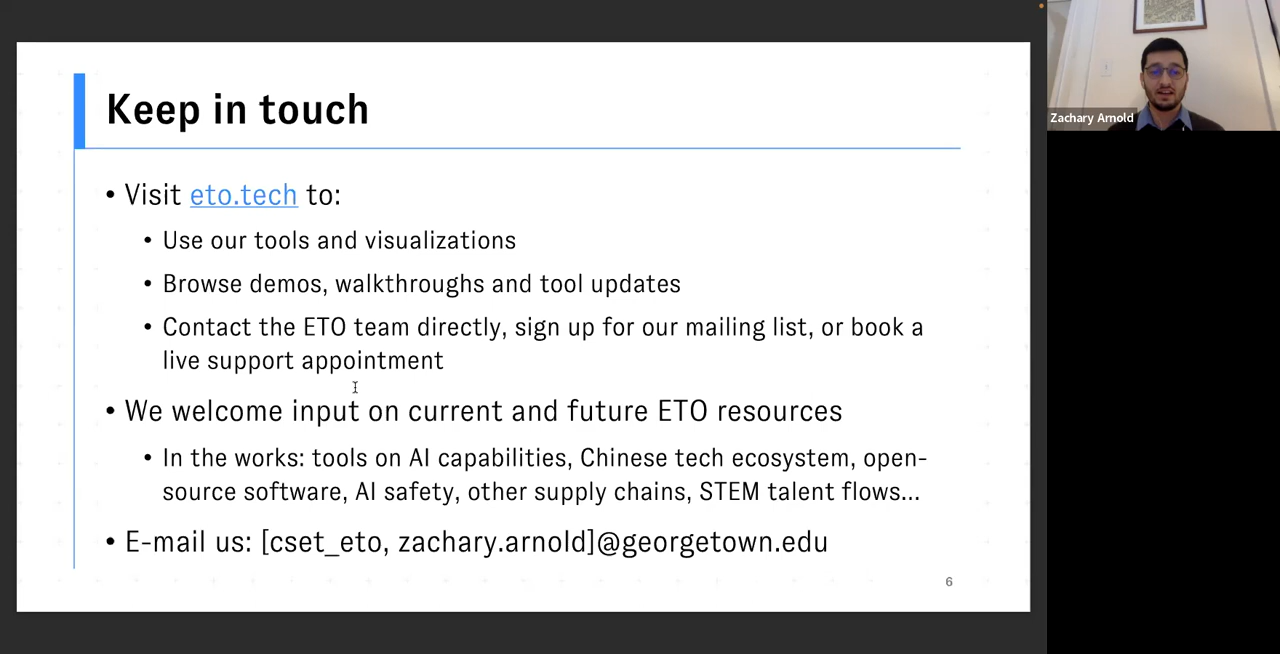 Keep in touch
• Visit eto.tech to:
• Use our tools and visualizations
• Browse demos, walkthroughs and tool updates
• Contact the ETO team directly, sign up for our mailing list, or book a
live support appointment
• We welcome input on current and future ETO resources
• In the works: tools on AI capabilities, Chinese tech ecosystem, open-
source software, AI safety, other supply chains, STEM talent flows...
• E-mail us: [cset_eto, zachary.arnold]@georgetown.edu
6
Zachary Arnold